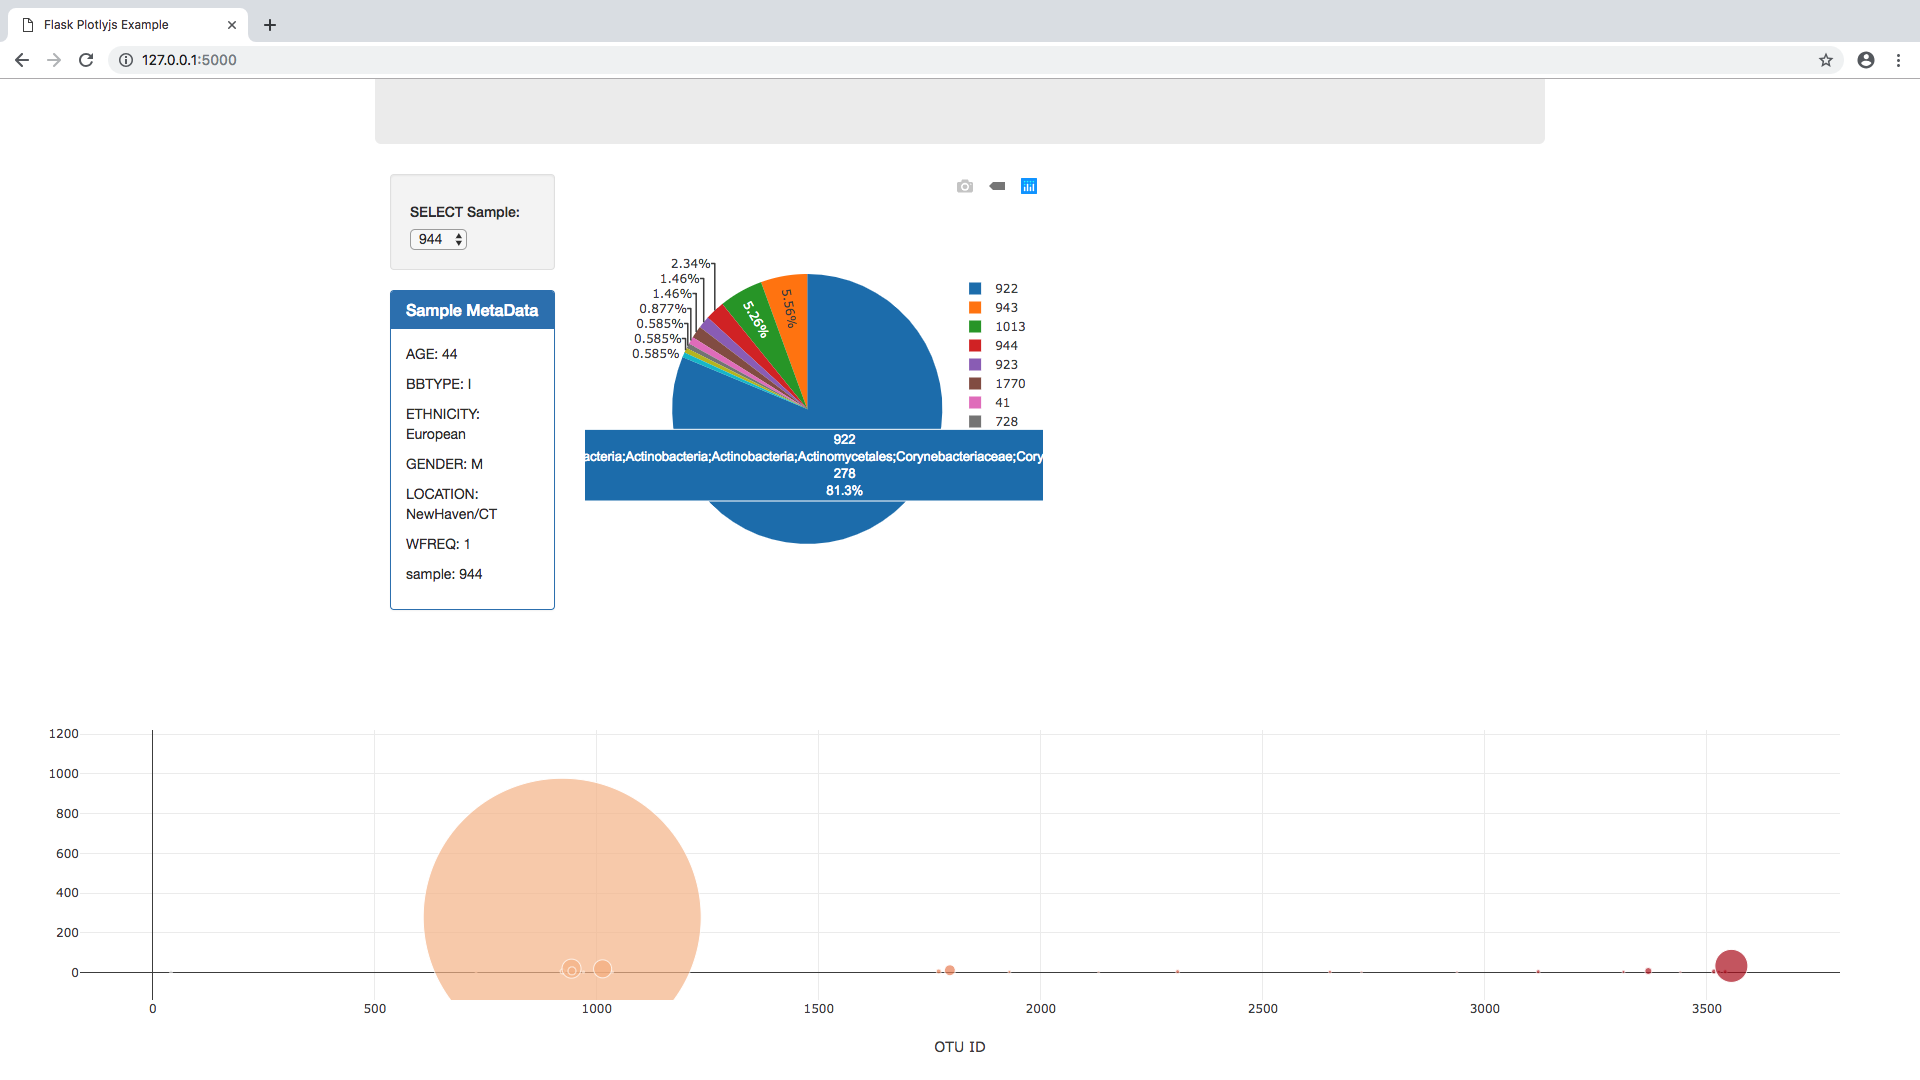 Flask Plotlyjs Example
127.0.0.1:5000
SELECT Sample:
944
Sample MetaData
AGE: 44
BBTYPE: I
ETHNICITY:
European
GENDER: M
LOCATION:
NewHaven/CT
WFREQ: 1
sample: 944
2.34%
1.46%
1.46%
0.877%
0.585%
0.585%
0.585%
5.26%
5.56%
922
943
1013
944
923
1770
41
728
922
acteria;Actinobacteria;Actinobacteria;Actinomycetales;Corynebacteriaceae;Cory
278
81.3%
1200
1000
800
600
400
200
0
0 500 1000 1500 2000 2500 3000 3500
OTU ID